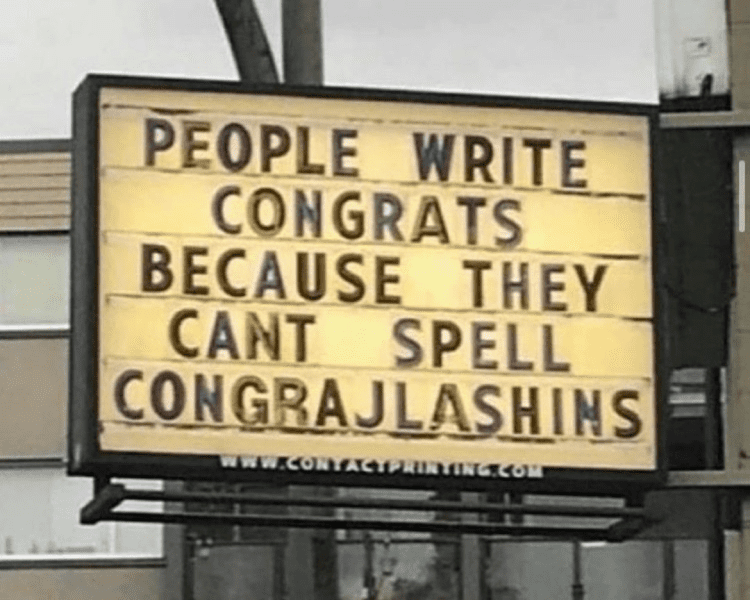 PEOPLE WRITE
CONGRATS
BECAUSE THEY
CANT SPELL
CONGRAJLASHINS
WWW.CONTACTPRINTING.COM